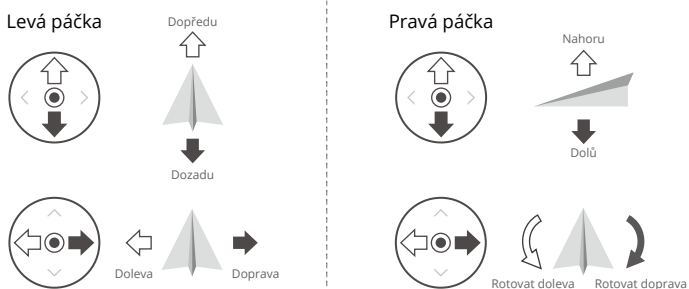 Levá páčka
Dopředu
Dozadu
Doleva
Doprava
Pravá páčka
Nahoru
Dolů
Rotovat doleva
Rotovat doprava